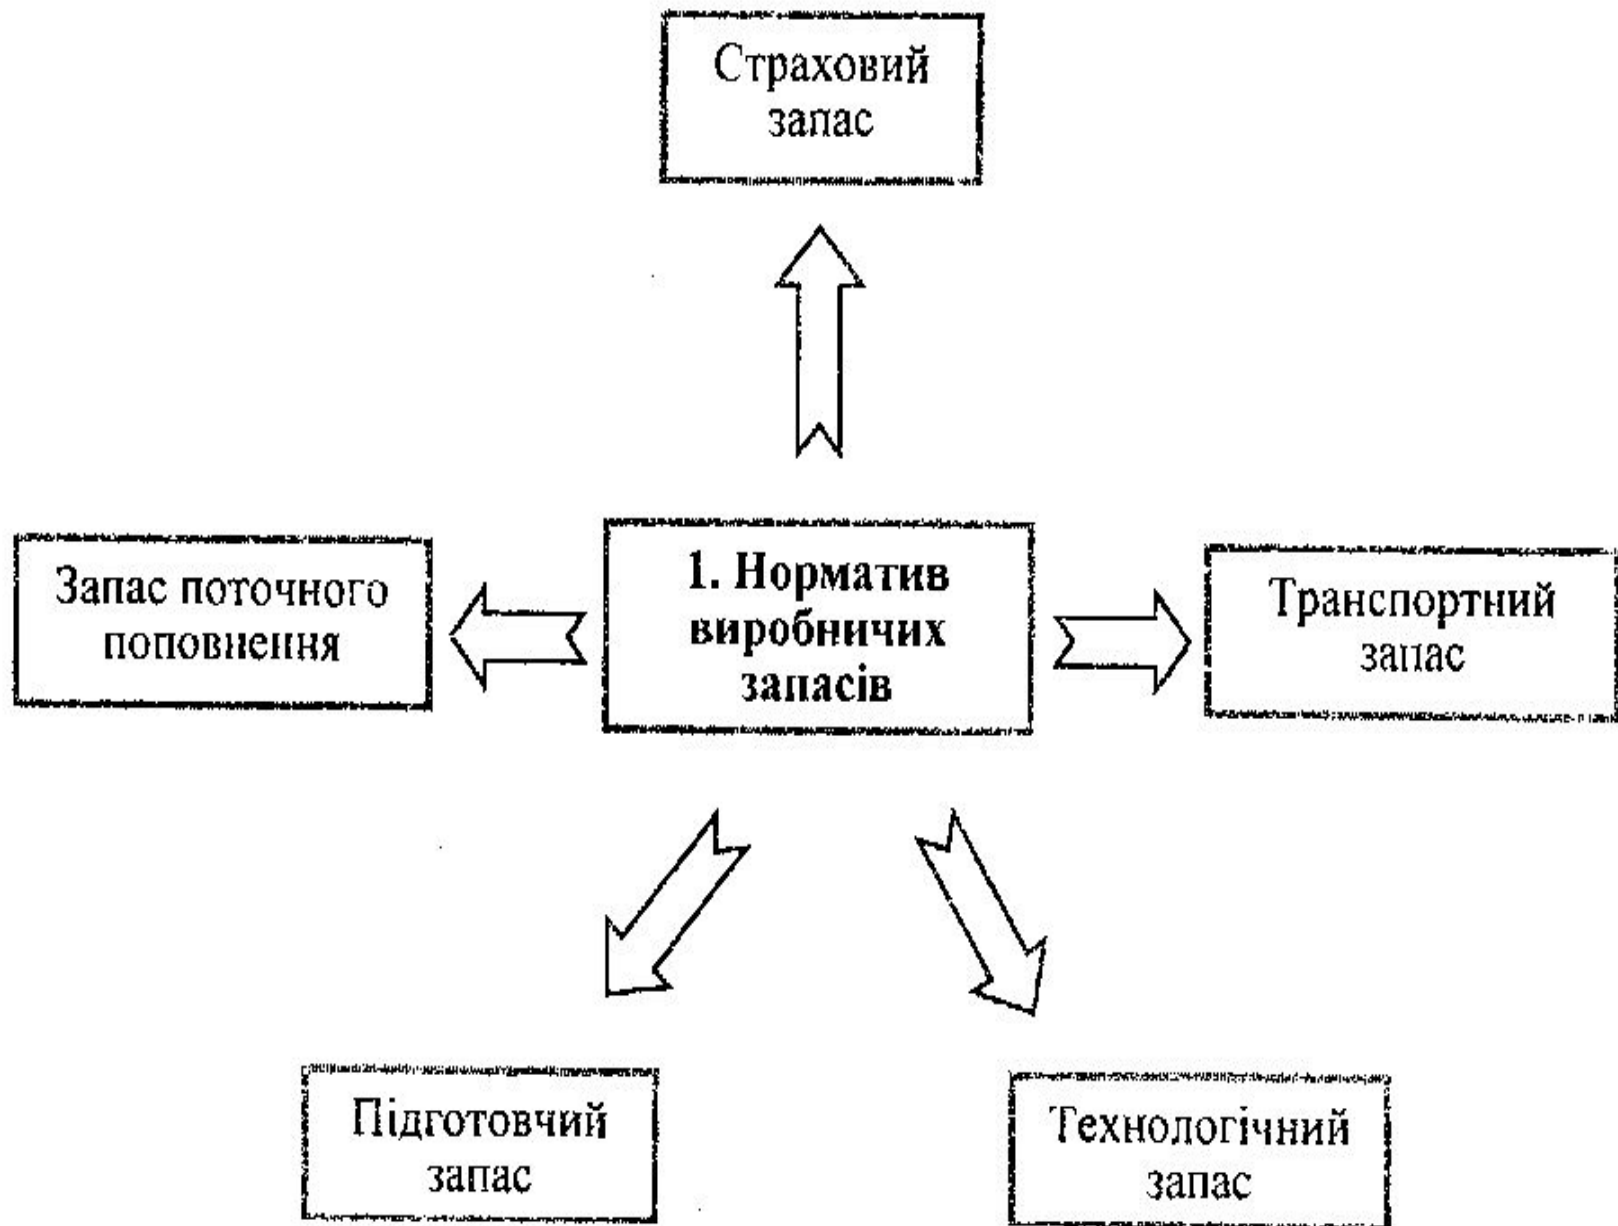 Страховий
запас
Запас поточного
поповнення
1. Норматив
виробничих
запасів
Транспортний
запас
Підготовчий
запас
Технологічний
запас